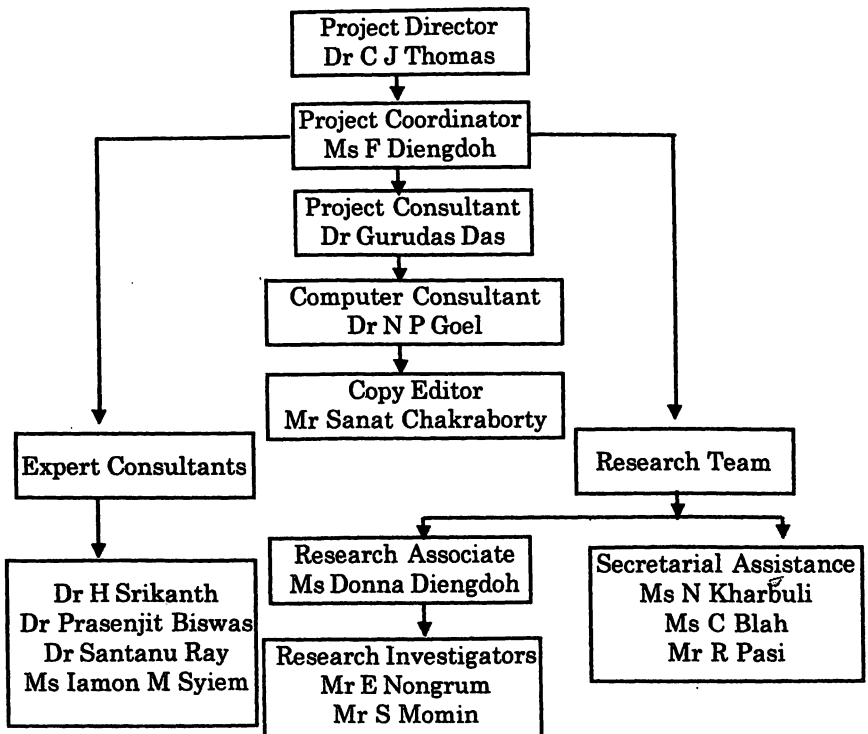 Project Director
Dr C J Thomas
Project Coordinator
Ms F Diengdoh
Project Consultant
Dr Gurudas Das
Computer Consultant
Dr N P Goel
Copy Editor
Mr Sanat Chakraborty
Expert Consultants
Research Team
Dr H Srikanth
Dr Prasenjit Biswas
Dr Santanu Ray
Ms Iamon M Syiem
Research Associate
Ms Donna Diengdoh
Research Investigators
Mr E Nongrum
Mr S Momin
Secretarial Assistance
Ms N Kharbuli
Ms C Blah
Mr R Pasi